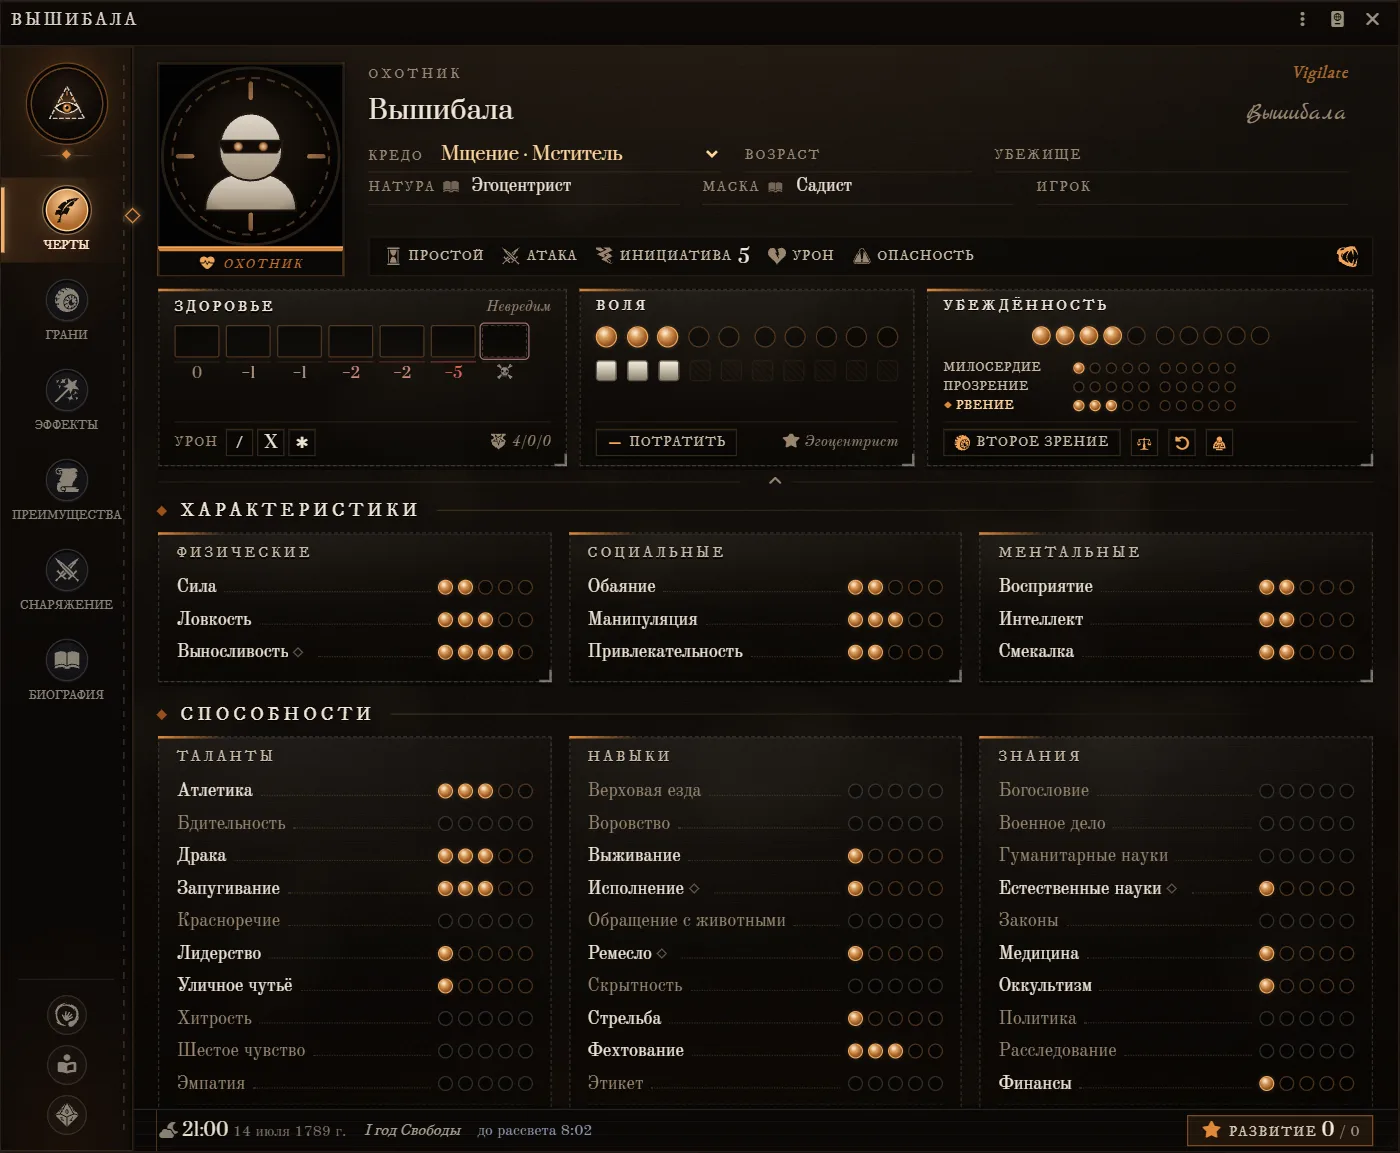 ВЫШИБАЛА
ОХОТНИК
Vigilate
Вышибала
Вышибала
КРЕДО Мщение · Мститель ВОЗРАСТ УБЕЖИЩЕ
НАТУРА Эгоцентрист МАСКА Садист ИГРОК
ОХОТНИК
ПРОСТОЙ АТАКА ИНИЦИАТИВА 5 УРОН ОПАСНОСТЬ
ЧЕРТЫ
ГРАНИ
ЭФФЕКТЫ
ПРЕИМУЩЕСТВА
СНАРЯЖЕНИЕ
БИОГРАФИЯ
ЗДОРОВЬЕ Невредим
0 -1 -1 -2 -2 -5
УРОН / X ✱ 4/0/0
ВОЛЯ
— ПОТРАТИТЬ Эгоцентрист
УБЕЖДЁННОСТЬ
МИЛОСЕРДИЕ
ПРОЗРЕНИЕ
РВЕНИЕ
ВТОРОЕ ЗРЕНИЕ
ХАРАКТЕРИСТИКИ
ФИЗИЧЕСКИЕ
Сила
Ловкость
Выносливость
СОЦИАЛЬНЫЕ
Обаяние
Манипуляция
Привлекательность
МЕНТАЛЬНЫЕ
Восприятие
Интеллект
Смекалка
СПОСОБНОСТИ
ТАЛАНТЫ
Атлетика
Бдительность
Драка
Запугивание
Красноречие
Лидерство
Уличное чутьё
Хитрость
Шестое чувство
Эмпатия
НАВЫКИ
Верховая езда
Воровство
Выживание
Исполнение
Обращение с животными
Ремесло
Скрытность
Стрельба
Фехтование
Этикет
ЗНАНИЯ
Богословие
Военное дело
Гуманитарные науки
Естественные науки
Законы
Медицина
Оккультизм
Политика
Расследование
Финансы
21:00 14 июля 1789 г. I год Свободы до рассвета 8:02
РАЗВИТИЕ 0 / 0